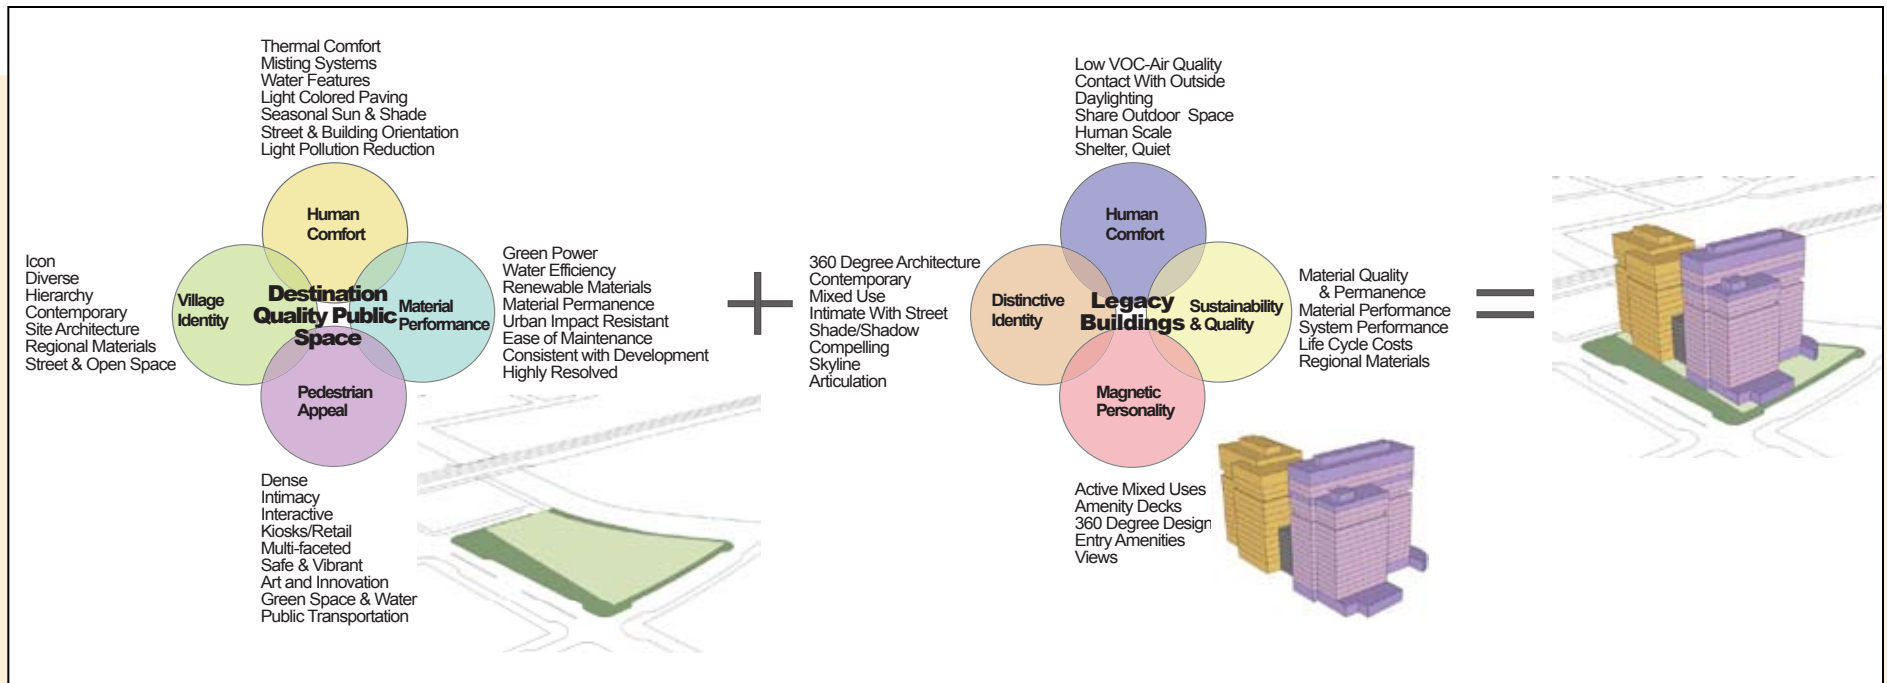 Thermal Comfort
Misting Systems
Water Features
Light Colored Paving
Seasonal Sun & Shade
Street & Building Orientation
Light Pollution Reduction
Human
Comfort
Icon
Diverse
Hierarchy
Contemporary
Site Architecture
Regional Materials
Street & Open Space
Village
Identity
Destination
Quality Public
Space
Material
Performance
Green Power
Water Efficiency
Renewable Materials
Material Permanence
Urban Impact Resistant
Ease of Maintenance
Consistent with Development
Highly Resolved
Pedestrian
Appeal
Dense
Intimacy
Interactive
Kiosks/Retail
Multi-faceted
Safe & Vibrant
Art and Innovation
Green Space & Water
Public Transportation
+
Low VOC-Air Quality
Contact With Outside
Daylighting
Share Outdoor Space
Human Scale
Shelter, Quiet
Human
Comfort
360 Degree Architecture
Contemporary
Mixed Use
Intimate With Street
Shade/Shadow
Compelling
Skyline
Articulation
Distinctive
Identity
Legacy
Buildings
Sustainability
& Quality
Material Quality
& Permanence
Material Performance
System Performance
Life Cycle Costs
Regional Materials
Magnetic
Personality
Active Mixed Uses
Amenity Decks
360 Degree Design
Entry Amenities
Views
=